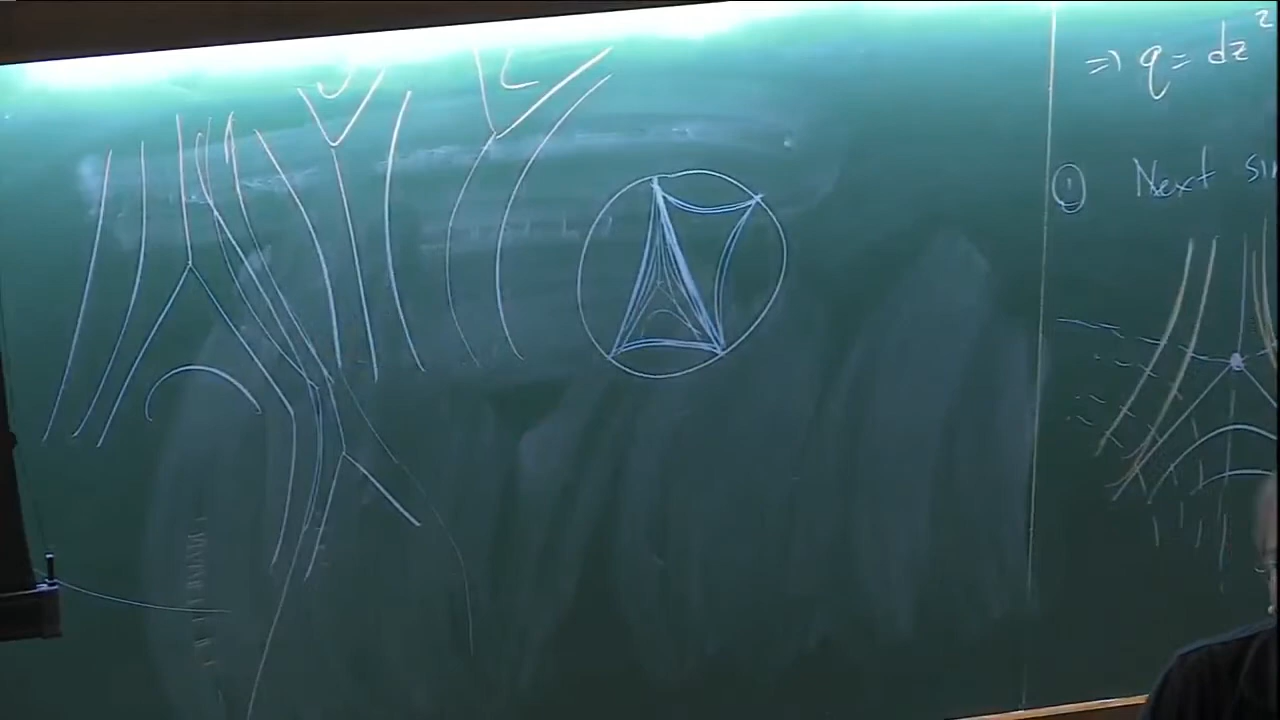 ⇒ q = dz²
① Next